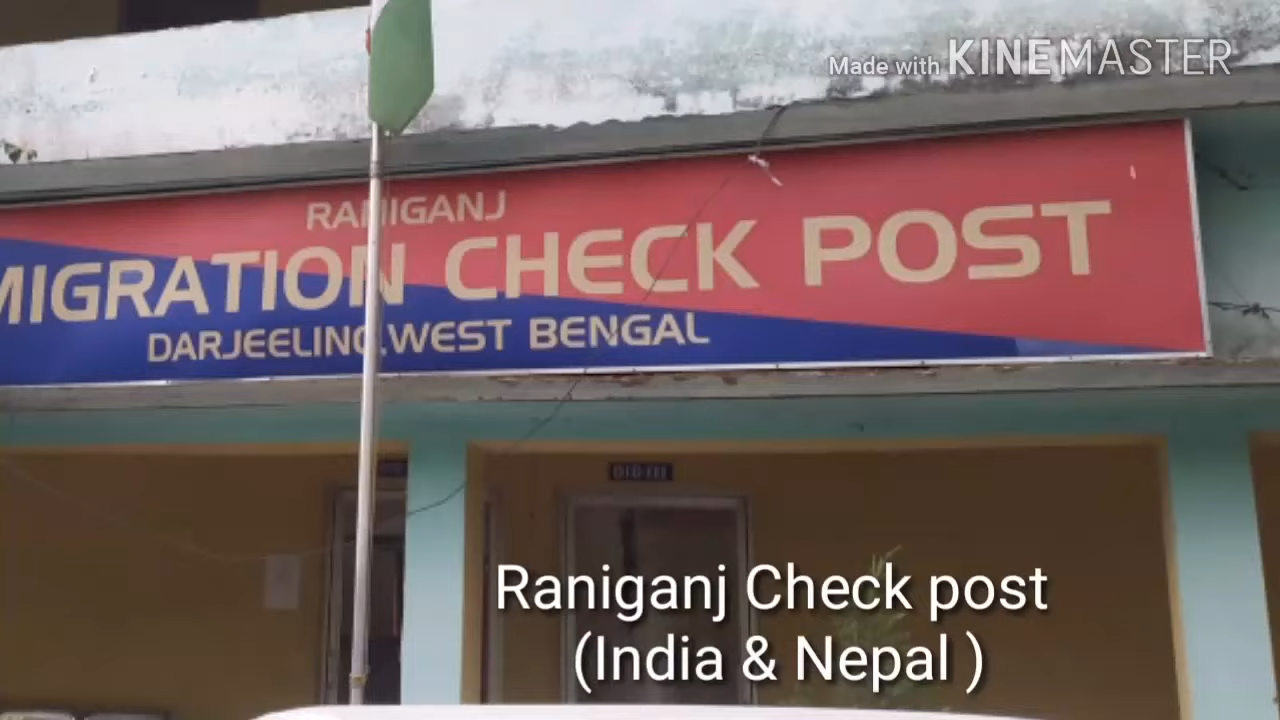 Made with KINEMASTER
RANIGANJ
MIGRATION CHECK POST
DARJEELING.WEST BENGAL
Raniganj Check post
(India & Nepal )